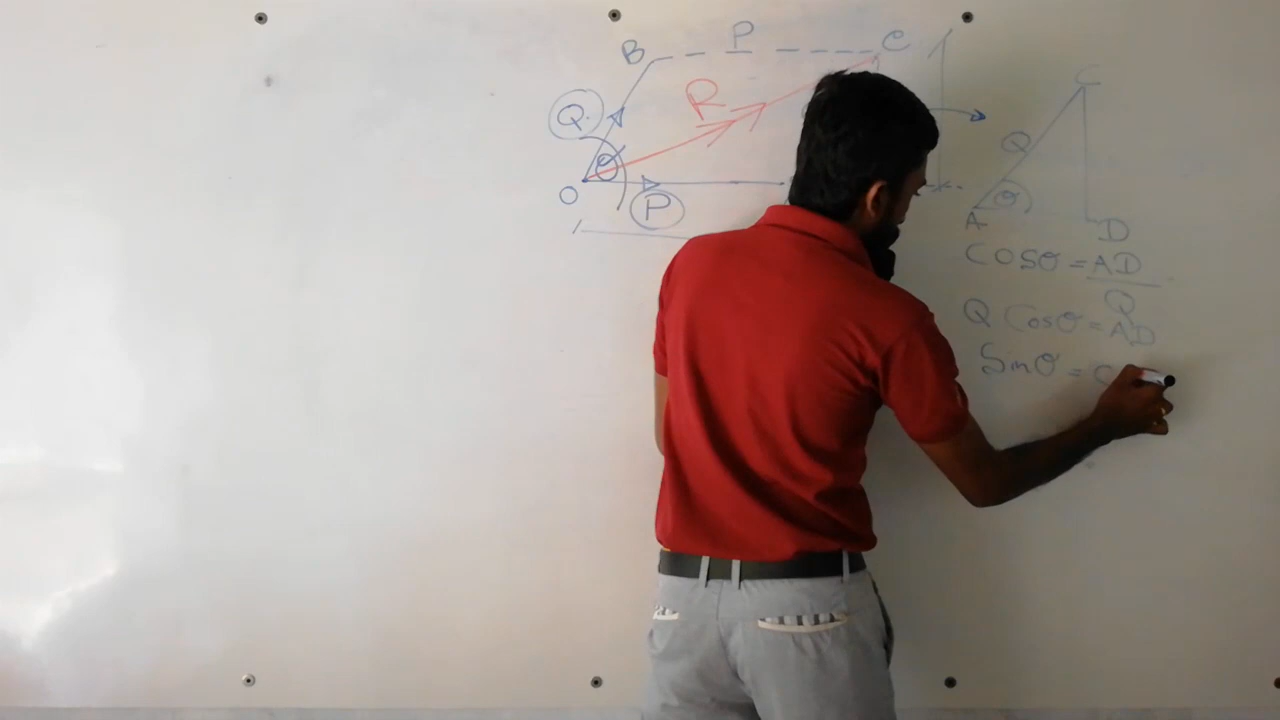 B P C
Q
R
θ
O
P
C
Q
θ
A
D
Cosθ = AD
Q
Q Cosθ = AD
Sinθ = C